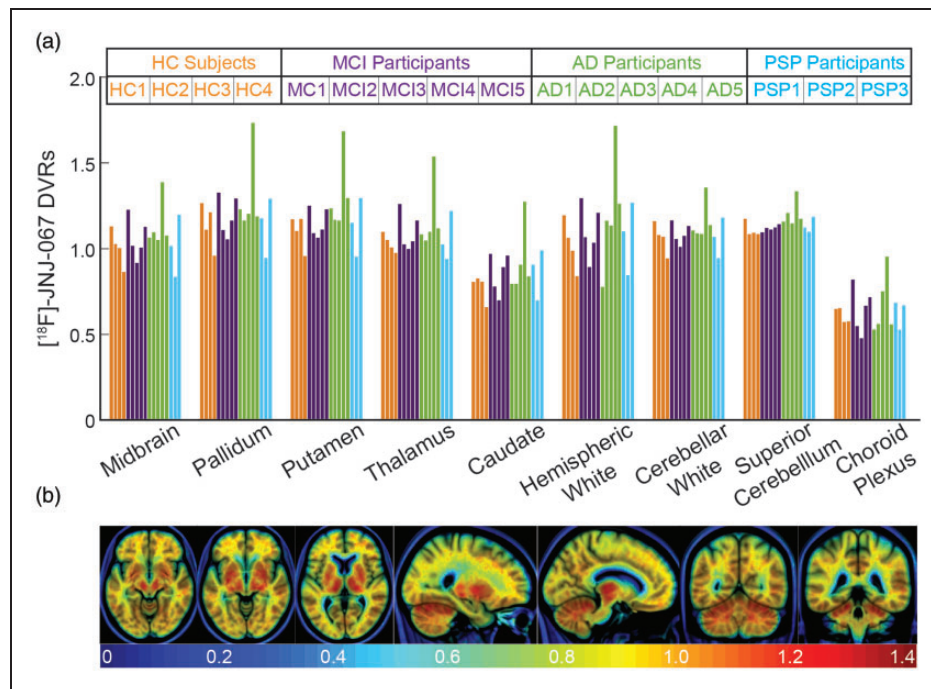 (a)
HC Subjects MCI Participants AD Participants PSP Participants
HC1 HC2 HC3 HC4 MC1 MCI2 MCI3 MCI4 MCI5 AD1 AD2 AD3 AD4 AD5 PSP1 PSP2 PSP3
[18F]-JNJ-067 DVRs
2.0
1.5
1.0
0.5
0
Midbrain
Pallidum
Putamen
Thalamus
Caudate
Hemispheric
White
Cerebellar
White
Superior
Cerebelllum
Choroid
Plexus
(b)
0 0.2 0.4 0.6 0.8 1.0 1.2 1.4